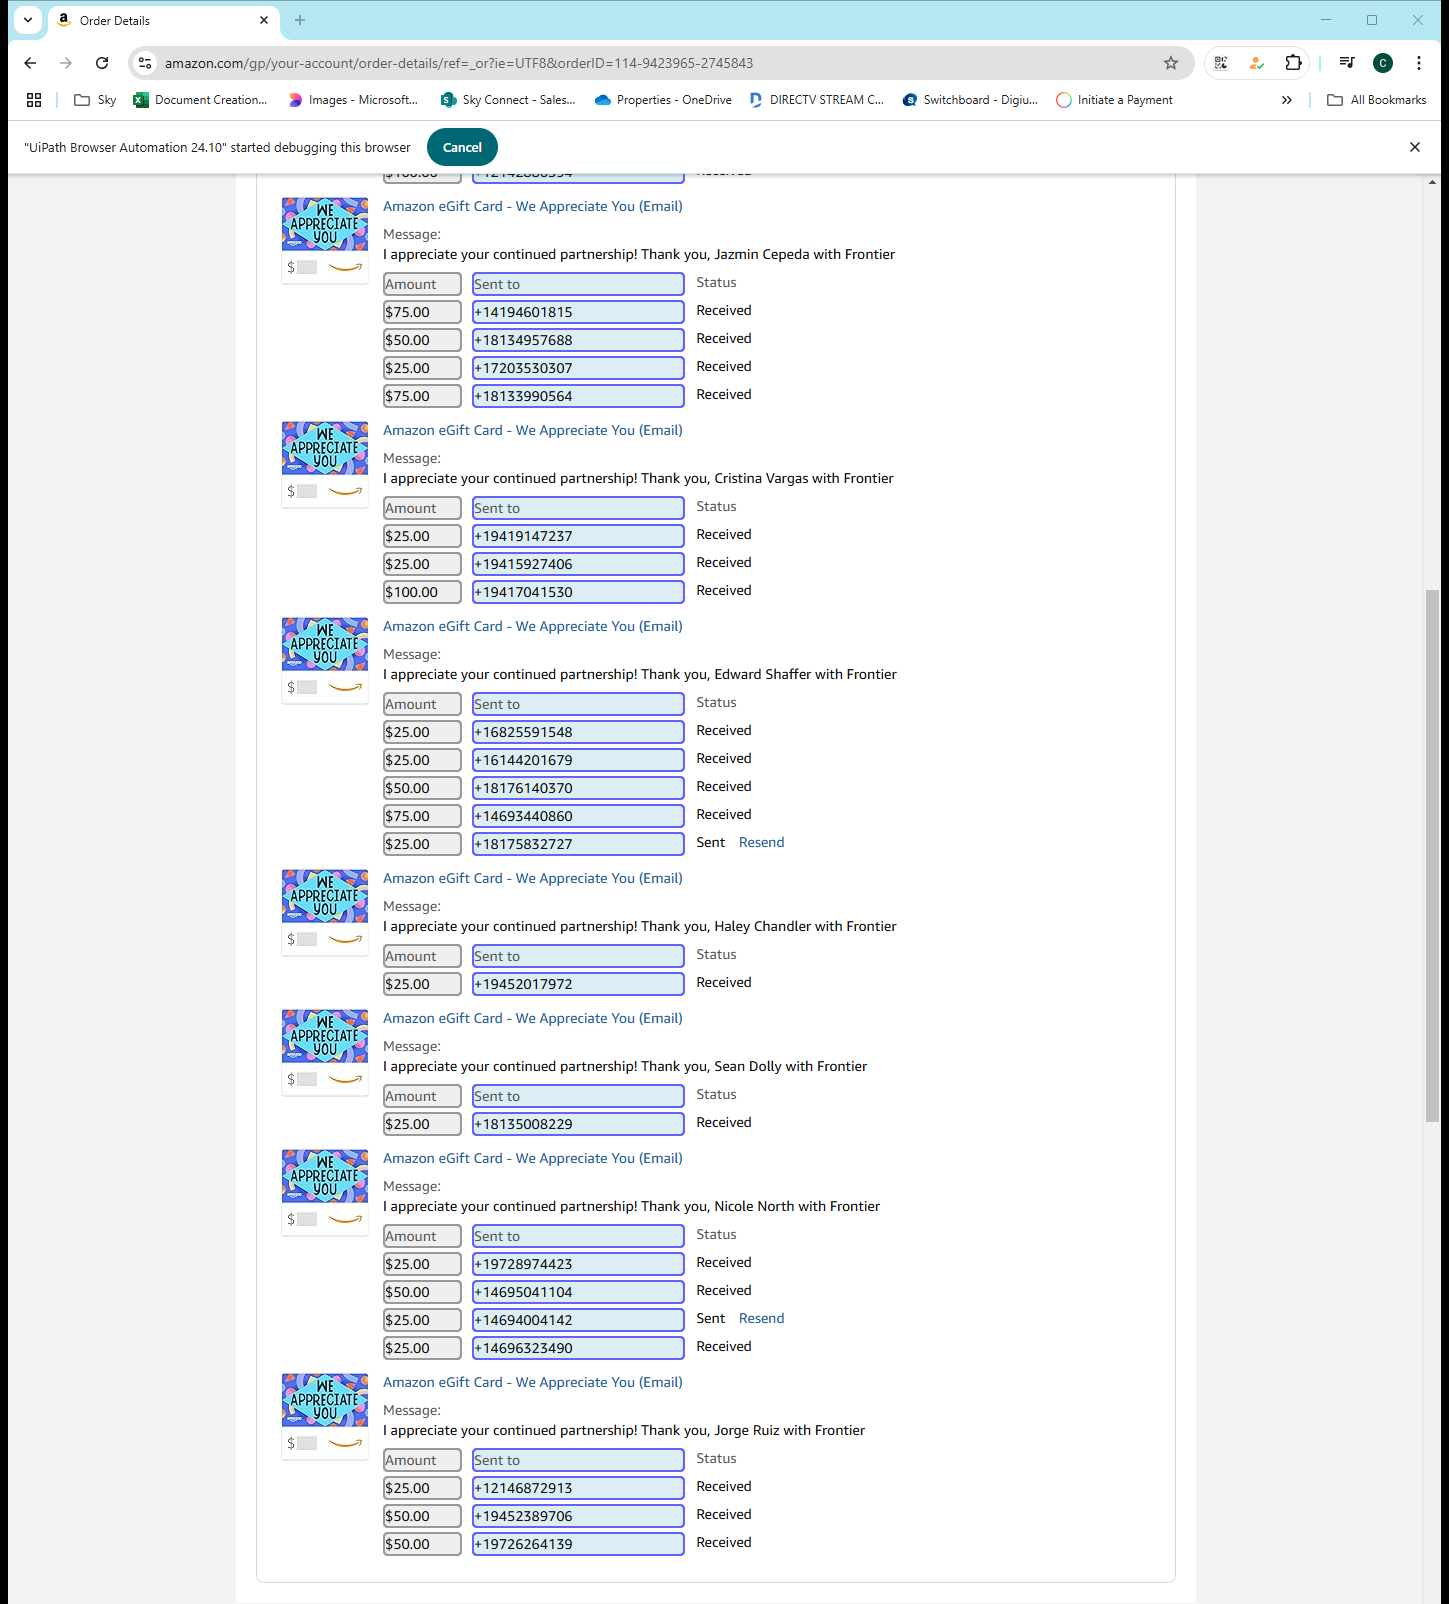 Order Details
amazon.com/gp/your-account/order-details/ref=_or?ie=UTF8&orderID=114-9423965-2745843
C
Sky
Document Creation...
Images - Microsoft...
Sky Connect - Sales...
Properties - OneDrive
DIRECTV STREAM C...
Switchboard - Digiu...
Initiate a Payment
All Bookmarks
"UiPath Browser Automation 24.10" started debugging this browser
Cancel
WE APPRECIATE YOU
$
Amazon eGift Card - We Appreciate You (Email)
Message:
I appreciate your continued partnership! Thank you, Jazmin Cepeda with Frontier
Amount Sent to Status
$75.00 +14194601815 Received
$50.00 +18134957688 Received
$25.00 +17203530307 Received
$75.00 +18133990564 Received
WE APPRECIATE YOU
$
Amazon eGift Card - We Appreciate You (Email)
Message:
I appreciate your continued partnership! Thank you, Cristina Vargas with Frontier
Amount Sent to Status
$25.00 +19419147237 Received
$25.00 +19415927406 Received
$100.00 +19417041530 Received
WE APPRECIATE YOU
$
Amazon eGift Card - We Appreciate You (Email)
Message:
I appreciate your continued partnership! Thank you, Edward Shaffer with Frontier
Amount Sent to Status
$25.00 +16825591548 Received
$25.00 +16144201679 Received
$50.00 +18176140370 Received
$75.00 +14693440860 Received
$25.00 +18175832727 Sent Resend
WE APPRECIATE YOU
$
Amazon eGift Card - We Appreciate You (Email)
Message:
I appreciate your continued partnership! Thank you, Haley Chandler with Frontier
Amount Sent to Status
$25.00 +19452017972 Received
WE APPRECIATE YOU
$
Amazon eGift Card - We Appreciate You (Email)
Message:
I appreciate your continued partnership! Thank you, Sean Dolly with Frontier
Amount Sent to Status
$25.00 +18135008229 Received
WE APPRECIATE YOU
$
Amazon eGift Card - We Appreciate You (Email)
Message:
I appreciate your continued partnership! Thank you, Nicole North with Frontier
Amount Sent to Status
$25.00 +19728974423 Received
$50.00 +14695041104 Received
$25.00 +14694004142 Sent Resend
$25.00 +14696323490 Received
WE APPRECIATE YOU
$
Amazon eGift Card - We Appreciate You (Email)
Message:
I appreciate your continued partnership! Thank you, Jorge Ruiz with Frontier
Amount Sent to Status
$25.00 +12146872913 Received
$50.00 +19452389706 Received
$50.00 +19726264139 Received